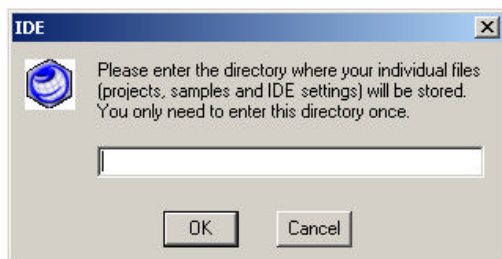 IDE
Please enter the directory where your individual files
(projects, samples and IDE settings) will be stored.
You only need to enter this directory once.
OK
Cancel